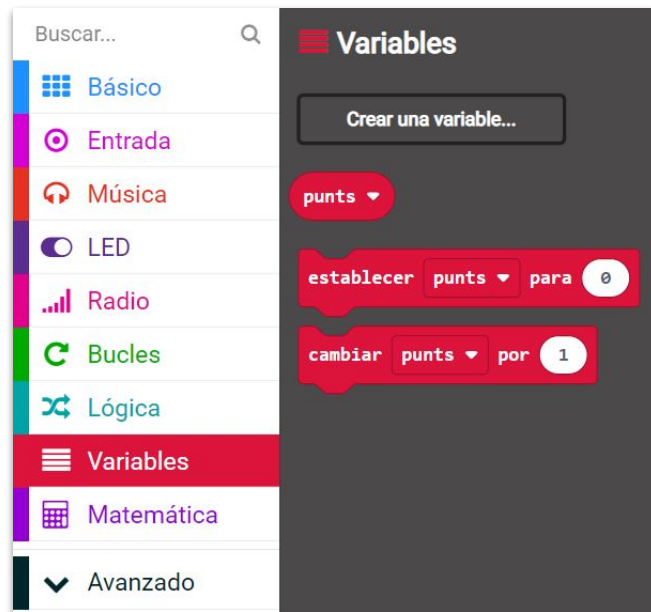 Buscar...
Básico
Entrada
Música
LED
Radio
Bucles
Lógica
Variables
Matemática
Avanzado
Variables
Crear una variable...
punts
establecer punts para 0
cambiar punts por 1